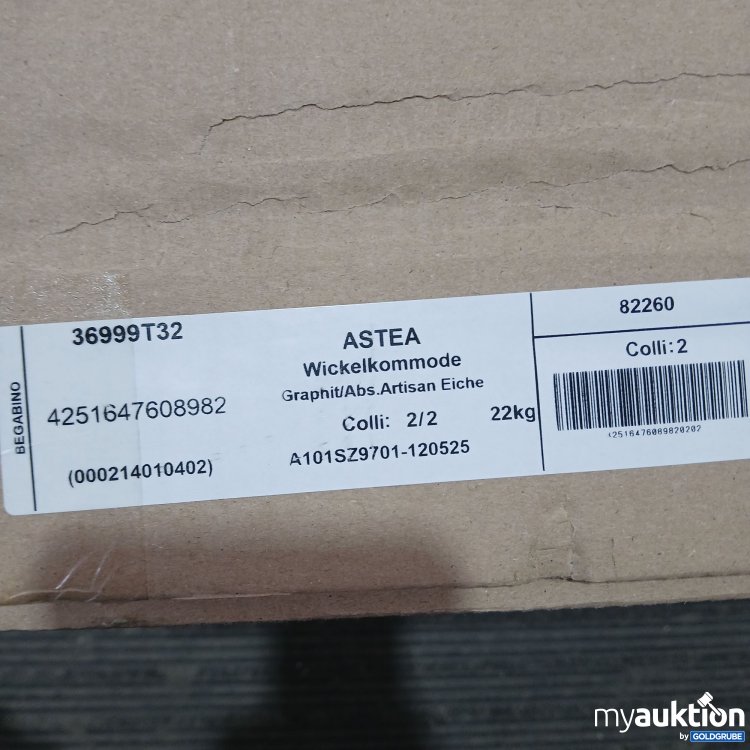 BEGABINO
36999T32
4251647608982
(000214010402)
ASTEA
Wickelkommode
Graphit/Abs.Artisan Eiche
Colli: 2/2 22kg
A101SZ9701-120525
82260
Colli:2
42516476089820202
myauktion
by GOLDGRUBE